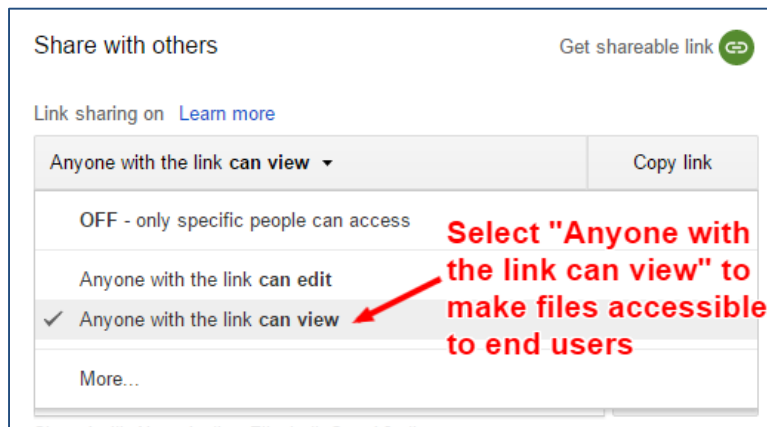 Share with others
Get shareable link
Link sharing on Learn more
Anyone with the link can view
Copy link
OFF - only specific people can access
Anyone with the link can edit
Anyone with the link can view
More...
Select "Anyone with
the link can view" to
make files accessible
to end users